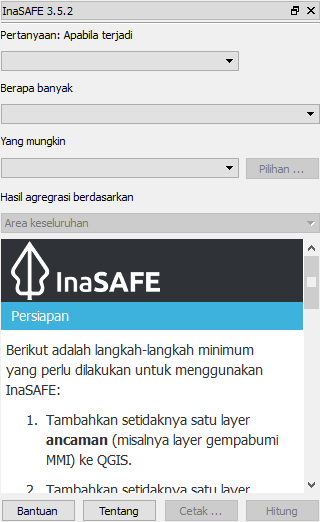 InaSAFE 3.5.2
Pertanyaan: Apabila terjadi
Berapa banyak
Yang mungkin
Pilihan ...
Hasil agregrasi berdasarkan
Area keseluruhan
InaSAFE
Persiapan
Berikut adalah langkah-langkah minimum
yang perlu dilakukan untuk menggunakan
InaSAFE:
1. Tambahkan setidaknya satu layer
ancaman (misalnya layer gempabumi
MMI) ke QGIS.
2. Tambahkan setidaknya satu layer
Bantuan
Tentang
Cetak ...
Hitung